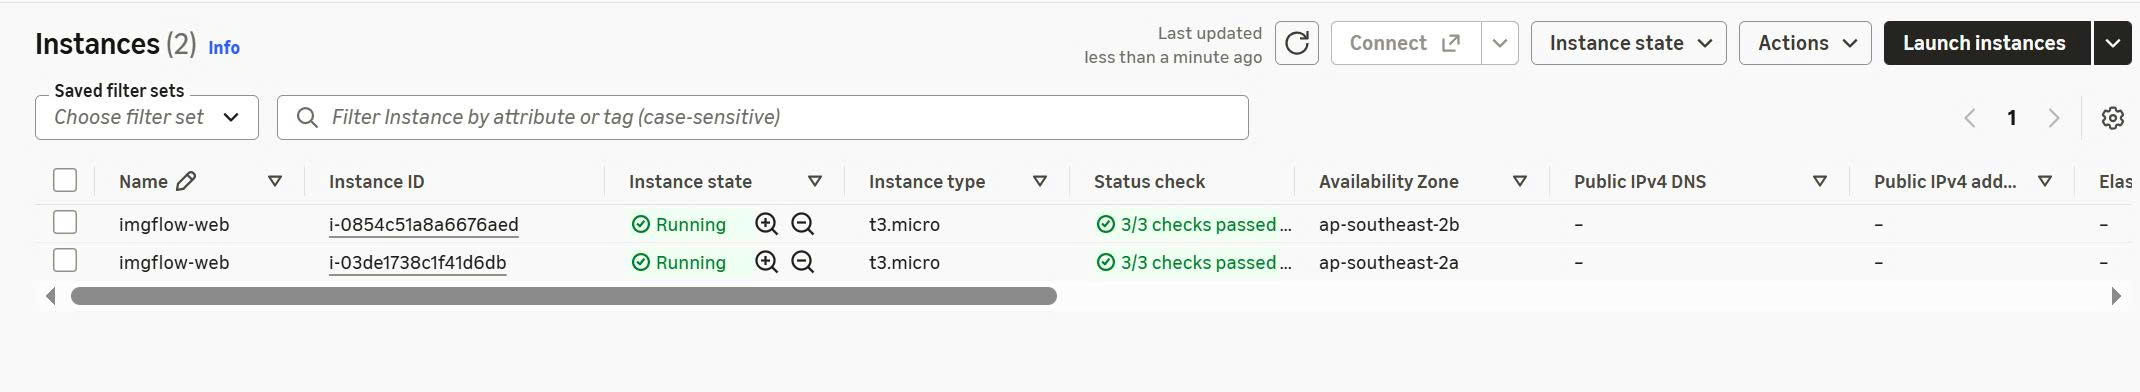 Instances (2) Info
Last updated
less than a minute ago
Connect
Instance state
Actions
Launch instances
Saved filter sets
Choose filter set
Filter Instance by attribute or tag (case-sensitive)
1
Name Instance ID Instance state Instance type Status check Availability Zone Public IPv4 DNS Public IPv4 add... Elas
imgflow-web i-0854c51a8a6676aed Running t3.micro 3/3 checks passed ... ap-southeast-2b – – –
imgflow-web i-03de1738c1f41d6db Running t3.micro 3/3 checks passed ... ap-southeast-2a – – –